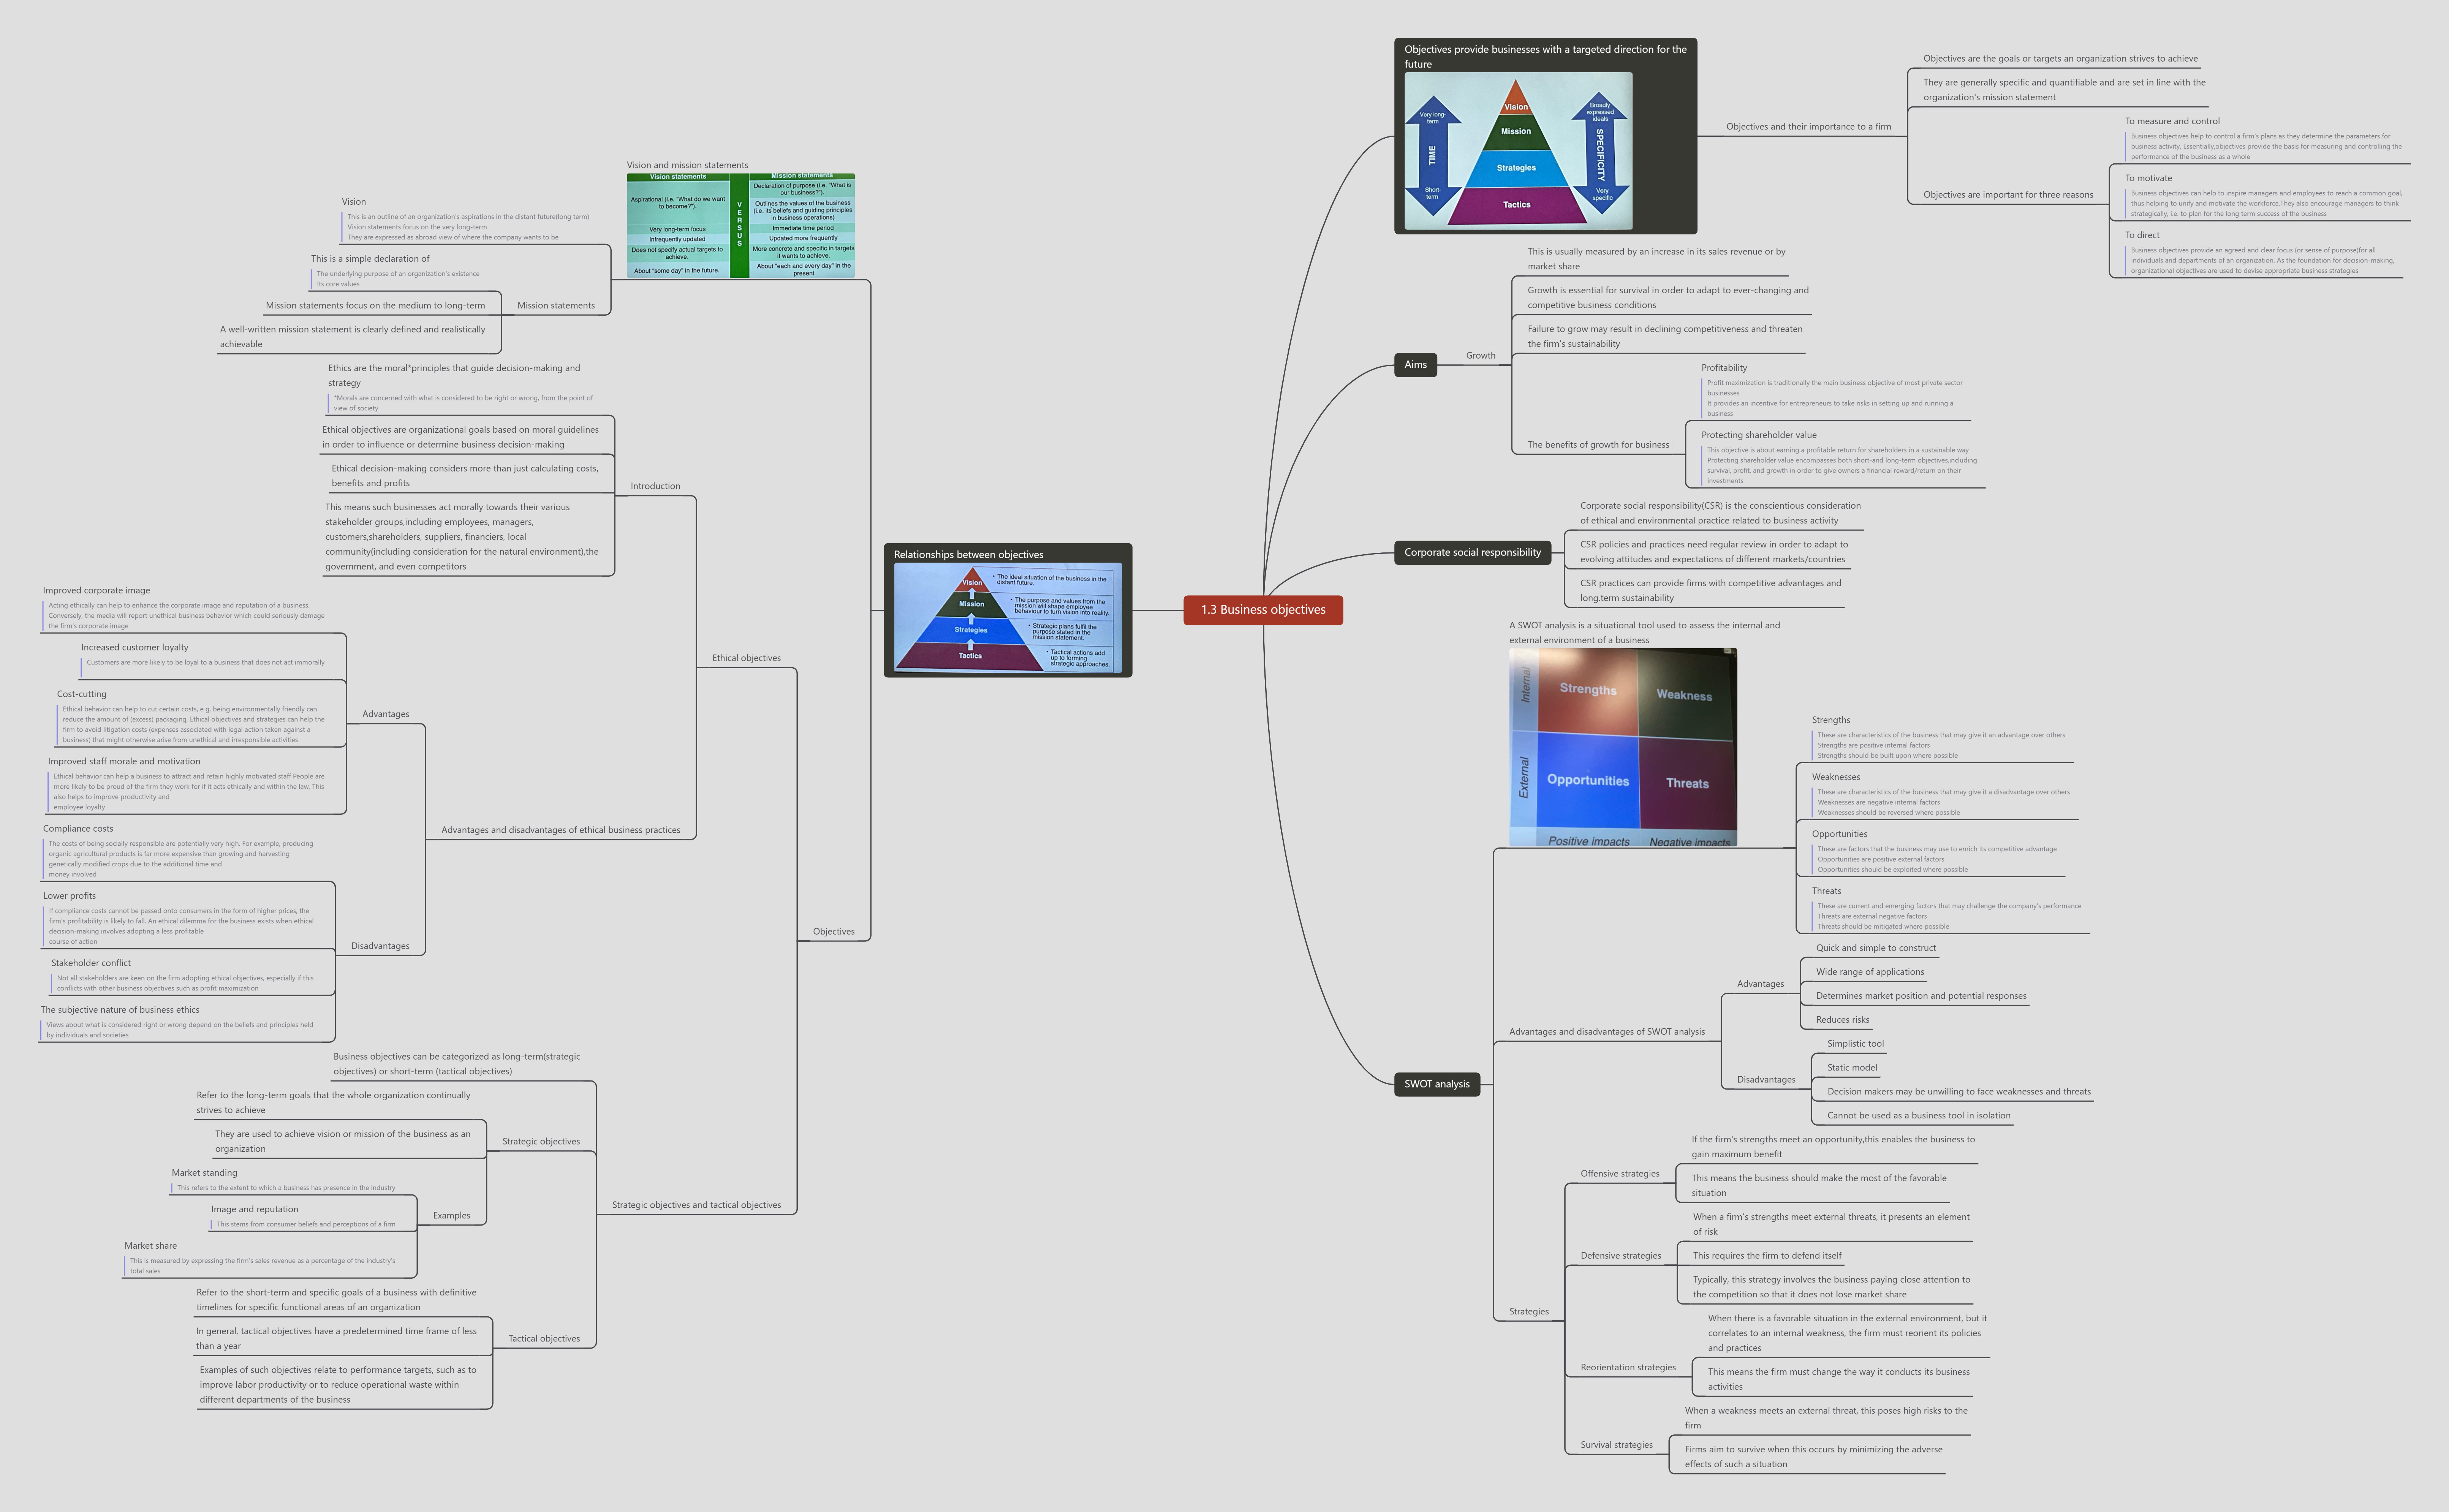 1.3 Business objectives
Objectives provide businesses with a targeted direction for the
future
Very long-
term
TIME
Short-
term
Vision
Mission
Strategies
Tactics
Broadly
expressed
ideals
SPECIFICITY
Very
specific
Objectives and their importance to a firm
Objectives are the goals or targets an organization strives to achieve
They are generally specific and quantifiable and are set in line with the
organization's mission statement
Objectives are important for three reasons
To measure and control
Business objectives help to control a firm's plans as they determine the parameters for
business activity. Essentially,objectives provide the basis for measuring and controlling the
performance of the business as a whole
To motivate
Business objectives can help to inspire managers and employees to reach a common goal,
thus helping to unify and motivate the workforce.They also encourage managers to think
strategically, i.e. to plan for the long term success of the business
To direct
Business objectives provide an agreed and clear focus (or sense of purpose)for all
individuals and departments of an organization. As the foundation for decision-making,
organizational objectives are used to devise appropriate business strategies
Aims
Growth
This is usually measured by an increase in its sales revenue or by
market share
Growth is essential for survival in order to adapt to ever-changing and
competitive business conditions
Failure to grow may result in declining competitiveness and threaten
the firm's sustainability
The benefits of growth for business
Profitability
Profit maximization is traditionally the main business objective of most private sector
businesses
It provides an incentive for entrepreneurs to take risks in setting up and running a
business
Protecting shareholder value
This objective is about earning a profitable return for shareholders in a sustainable way
Protecting shareholder value encompasses both short-and long-term objectives,including
survival, profit, and growth in order to give owners a financial reward/return on their
investments
Corporate social responsibility
Corporate social responsibility(CSR) is the conscientious consideration
of ethical and environmental practice related to business activity
CSR policies and practices need regular review in order to adapt to
evolving attitudes and expectations of different markets/countries
CSR practices can provide firms with competitive advantages and
long.term sustainability
SWOT analysis
A SWOT analysis is a situational tool used to assess the internal and
external environment of a business
Internal
Strengths
Weakness
External
Opportunities
Threats
Positive impacts
Negative impacts
Strengths
These are characteristics of the business that may give it an advantage over others
Strengths are positive internal factors
Strengths should be built upon where possible
Weaknesses
These are characteristics of the business that may give it a disadvantage over others
Weaknesses are negative internal factors
Weaknesses should be reversed where possible
Opportunities
These are factors that the business may use to enrich its competitive advantage
Opportunities are positive external factors
Opportunities should be exploited where possible
Threats
These are current and emerging factors that may challenge the company's performance
Threats are external negative factors
Threats should be mitigated where possible
Advantages and disadvantages of SWOT analysis
Advantages
Quick and simple to construct
Wide range of applications
Determines market position and potential responses
Reduces risks
Disadvantages
Simplistic tool
Static model
Decision makers may be unwilling to face weaknesses and threats
Cannot be used as a business tool in isolation
Strategies
Offensive strategies
If the firm's strengths meet an opportunity,this enables the business to
gain maximum benefit
This means the business should make the most of the favorable
situation
Defensive strategies
When a firm's strengths meet external threats, it presents an element
of risk
This requires the firm to defend itself
Typically, this strategy involves the business paying close attention to
the competition so that it does not lose market share
Reorientation strategies
When there is a favorable situation in the external environment, but it
correlates to an internal weakness, the firm must reorient its policies
and practices
This means the firm must change the way it conducts its business
activities
Survival strategies
When a weakness meets an external threat, this poses high risks to the
firm
Firms aim to survive when this occurs by minimizing the adverse
effects of such a situation
Relationships between objectives
Vision
Mission
Strategies
Tactics
• The ideal situation of the business in the
distant future.
• The purpose and values from the
mission will shape employee
behaviour to turn vision into reality.
• Strategic plans fulfil the
purpose stated in the
mission statement.
• Tactical actions add
up to forming
strategic approaches.
Vision and mission statements
Vision statements
VERSUS
Mission statements
Aspirational (i.e. "What do we want
to become?").
Declaration of purpose (i.e. "What is
our business?").
Outlines the values of the business
(i.e. its beliefs and guiding principles
in business operations)
Very long-term focus
Immediate time period
Infrequently updated
Updated more frequently
Does not specify actual targets to
achieve.
More concrete and specific in targets
it wants to achieve.
About "some day" in the future.
About "each and every day" in the
present
Vision
This is an outline of an organization's aspirations in the distant future(long term)
Vision statements focus on the very long-term
They are expressed as abroad view of where the company wants to be
Mission statements
This is a simple declaration of
The underlying purpose of an organization's existence
Its core values
Mission statements focus on the medium to long-term
A well-written mission statement is clearly defined and realistically
achievable
Objectives
Ethical objectives
Introduction
Ethics are the moral*principles that guide decision-making and
strategy
*Morals are concerned with what is considered to be right or wrong, from the point of
view of society
Ethical objectives are organizational goals based on moral guidelines
in order to influence or determine business decision-making
Ethical decision-making considers more than just calculating costs,
benefits and profits
This means such businesses act morally towards their various
stakeholder groups,including employees, managers,
customers,shareholders, suppliers, financiers, local
community(including consideration for the natural environment),the
government, and even competitors
Advantages and disadvantages of ethical business practices
Advantages
Improved corporate image
Acting ethically can help to enhance the corporate image and reputation of a business.
Conversely, the media will report unethical business behavior which could seriously damage
the firm's corporate image
Increased customer loyalty
Customers are more likely to be loyal to a business that does not act immorally
Cost-cutting
Ethical behavior can help to cut certain costs, e.g. being environmentally friendly can
reduce the amount of (excess) packaging, Ethical objectives and strategies can help the
firm to avoid litigation costs (expenses associated with legal action taken against a
business) that might otherwise arise from unethical and irresponsible activities
Improved staff morale and motivation
Ethical behavior can help a business to attract and retain highly motivated staff People are
more likely to be proud of the firm they work for if it acts ethically and within the law, This
also helps to improve productivity and
employee loyalty
Disadvantages
Compliance costs
The costs of being socially responsible are potentially very high. For example, producing
organic agricultural products is far more expensive than growing and harvesting
genetically modified crops due to the additional time and
money involved
Lower profits
If compliance costs cannot be passed onto consumers in the form of higher prices, the
firm's profitability is likely to fall. An ethical dilemma for the business exists when ethical
decision-making involves adopting a less profitable
course of action
Stakeholder conflict
Not all stakeholders are keen on the firm adopting ethical objectives, especially if this
conflicts with other business objectives such as profit maximization
The subjective nature of business ethics
Views about what is considered right or wrong depend on the beliefs and principles held
by individuals and societies
Strategic objectives and tactical objectives
Business objectives can be categorized as long-term(strategic
objectives) or short-term (tactical objectives)
Strategic objectives
Refer to the long-term goals that the whole organization continually
strives to achieve
They are used to achieve vision or mission of the business as an
organization
Examples
Market standing
This refers to the extent to which a business has presence in the industry
Image and reputation
This stems from consumer beliefs and perceptions of a firm
Market share
This is measured by expressing the firm's sales revenue as a percentage of the industry's
total sales
Tactical objectives
Refer to the short-term and specific goals of a business with definitive
timelines for specific functional areas of an organization
In general, tactical objectives have a predetermined time frame of less
than a year
Examples of such objectives relate to performance targets, such as to
improve labor productivity or to reduce operational waste within
different departments of the business